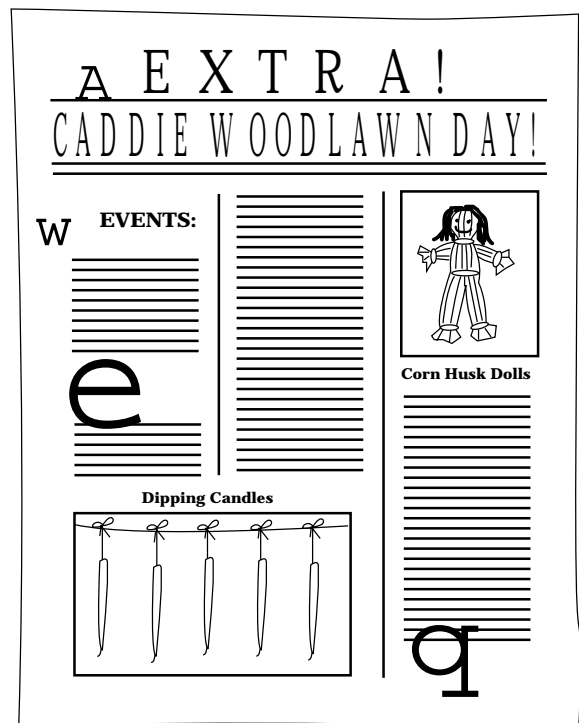 A EXTRA!
CADDIE WOODLAWN DAY!
w EVENTS:
e
Corn Husk Dolls
Dipping Candles
q